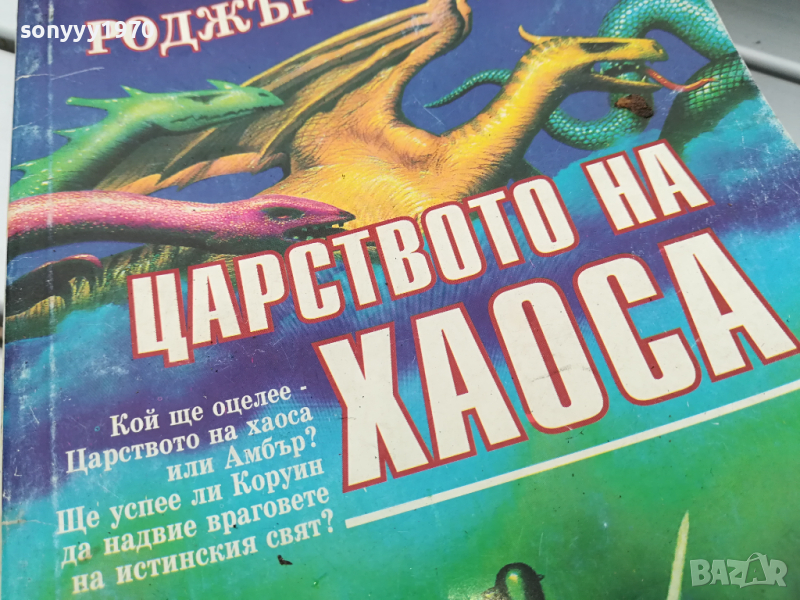 sonyyy1970
РОДЖЪР
ЦАРСТВОТО НА
ХАОСА
Кой ще оцелее -
Царството на хаоса
или Амбър?
Ще успее ли Коруин
да надвие враговете
на истинския свят?
BAZAR